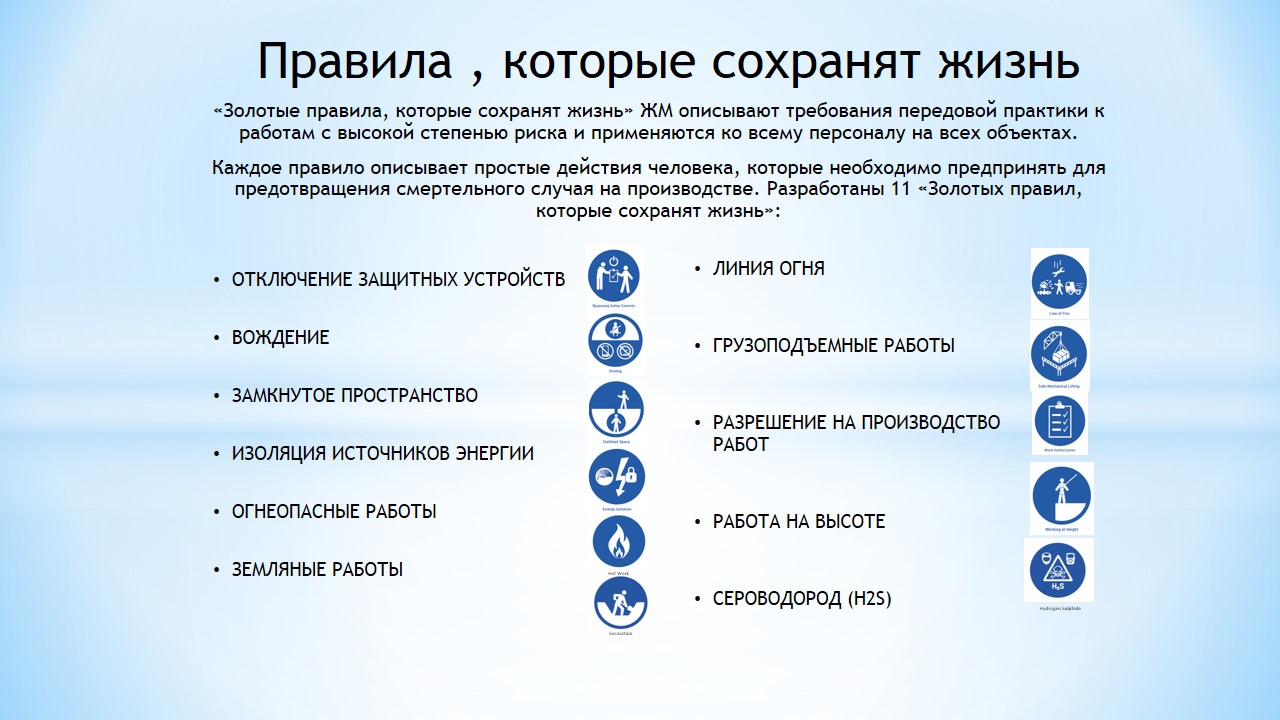 Правила , которые сохранят жизнь
«Золотые правила, которые сохранят жизнь» ЖМ описывают требования передовой практики к
работам с высокой степенью риска и применяются ко всему персоналу на всех объектах.
Каждое правило описывает простые действия человека, которые необходимо предпринять для
предотвращения смертельного случая на производстве. Разработаны 11 «Золотых правил,
которые сохранят жизнь»:
• ОТКЛЮЧЕНИЕ ЗАЩИТНЫХ УСТРОЙСТВ
Bypassing Safety Controls
• ВОЖДЕНИЕ
Driving
• ЗАМКНУТОЕ ПРОСТРАНСТВО
Confined Space
• ИЗОЛЯЦИЯ ИСТОЧНИКОВ ЭНЕРГИИ
Energy Isolation
• ОГНЕОПАСНЫЕ РАБОТЫ
Hot Work
• ЗЕМЛЯНЫЕ РАБОТЫ
Excavation
• ЛИНИЯ ОГНЯ
Line of Fire
• ГРУЗОПОДЪЕМНЫЕ РАБОТЫ
Safe Mechanical Lifting
• РАЗРЕШЕНИЕ НА ПРОИЗВОДСТВО
РАБОТ
Work Authorization
• РАБОТА НА ВЫСОТЕ
Working at Height
• СЕРОВОДОРОД (H2S)
H₂S
Hydrogen Sulphide